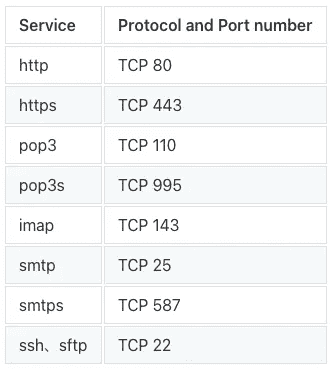 Service Protocol and Port number
http TCP 80
https TCP 443
pop3 TCP 110
pop3s TCP 995
imap TCP 143
smtp TCP 25
smtps TCP 587
ssh、sftp TCP 22